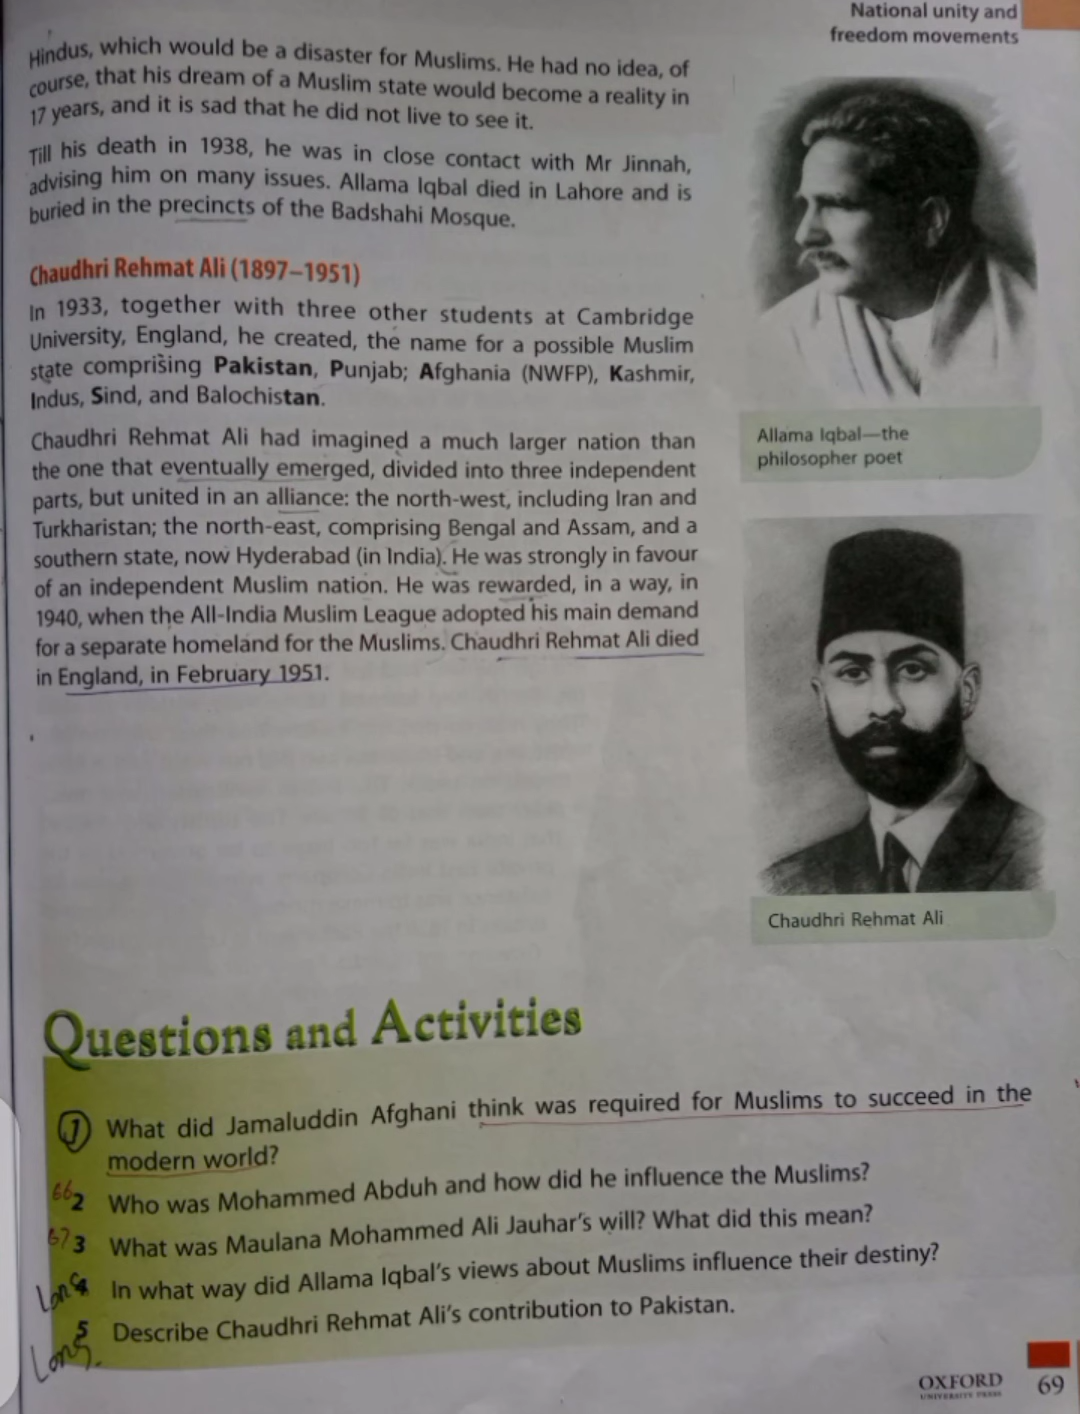 National unity and
freedom movements
Hindus, which would be a disaster for Muslims. He had no idea, of
course, that his dream of a Muslim state would become a reality in
17 years, and it is sad that he did not live to see it.
Till his death in 1938, he was in close contact with Mr Jinnah,
advising him on many issues. Allama Iqbal died in Lahore and is
buried in the precincts of the Badshahi Mosque.
Chaudhri Rehmat Ali (1897–1951)
In 1933, together with three other students at Cambridge
University, England, he created, the name for a possible Muslim
state comprising Pakistan, Punjab; Afghania (NWFP), Kashmir,
Indus, Sind, and Balochistan.
Chaudhri Rehmat Ali had imagined a much larger nation than
the one that eventually emerged, divided into three independent
parts, but united in an alliance: the north-west, including Iran and
Turkharistan; the north-east, comprising Bengal and Assam, and a
southern state, now Hyderabad (in India). He was strongly in favour
of an independent Muslim nation. He was rewarded, in a way, in
1940, when the All-India Muslim League adopted his main demand
for a separate homeland for the Muslims. Chaudhri Rehmat Ali died
in England, in February 1951.
Allama Iqbal—the
philosopher poet
Chaudhri Rehmat Ali
Questions and Activities
1 What did Jamaluddin Afghani think was required for Muslims to succeed in the
modern world?
66 2 Who was Mohammed Abduh and how did he influence the Muslims?
67 3 What was Maulana Mohammed Ali Jauhar's will? What did this mean?
Long 4 In what way did Allama Iqbal's views about Muslims influence their destiny?
5 Describe Chaudhri Rehmat Ali's contribution to Pakistan.
Long.
OXFORD
UNIVERSITY PRESS
69